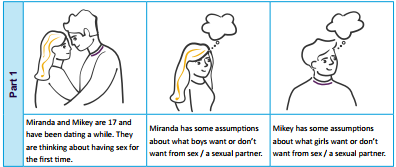 Part 1
Miranda and Mikey are 17 and
have been dating a while. They
are thinking about having sex for
the first time.
Miranda has some assumptions
about what boys want or don't
want from sex / a sexual partner.
Mikey has some assumptions
about what girls want or don't
want from sex / a sexual partner.